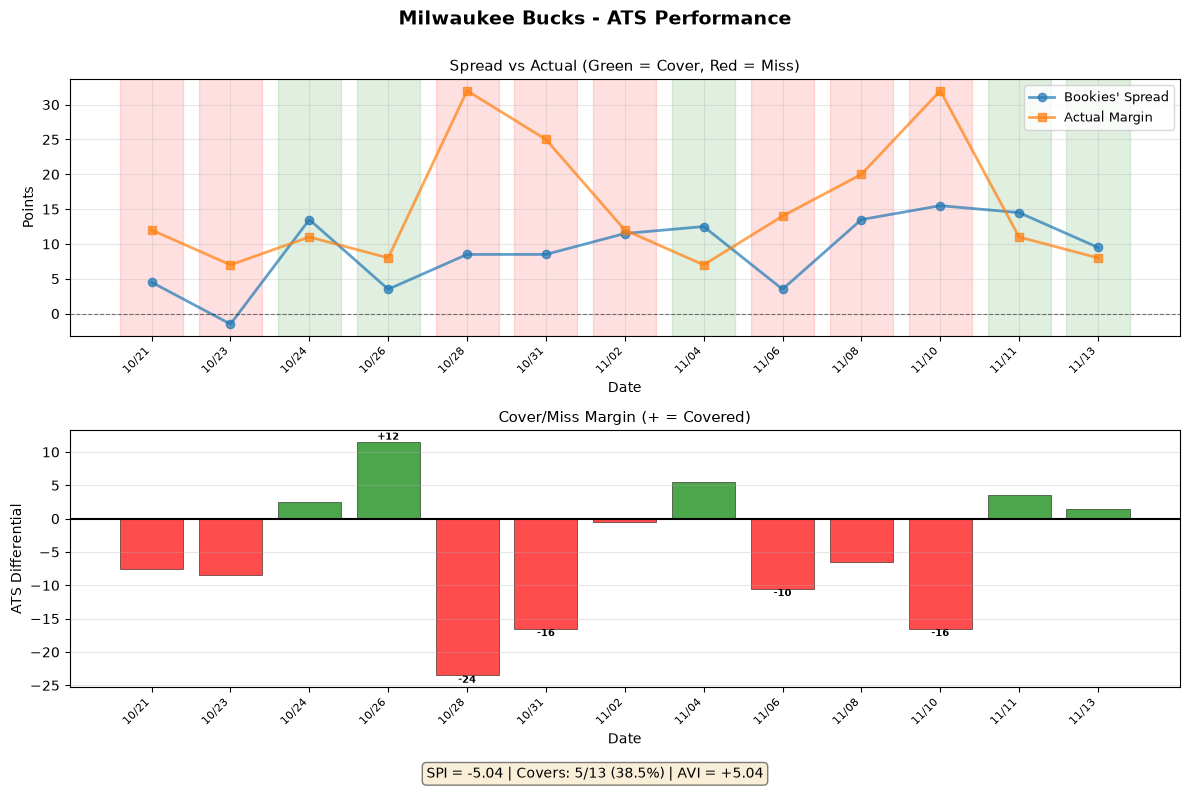 Milwaukee Bucks - ATS Performance
Spread vs Actual (Green = Cover, Red = Miss)
Points
30
25
20
15
10
5
0
Bookies' Spread
Actual Margin
10/21 10/23 10/24 10/26 10/28 10/31 11/02 11/04 11/06 11/08 11/10 11/11 11/13
Date
Cover/Miss Margin (+ = Covered)
ATS Differential
10
5
0
−5
−10
−15
−20
−25
+12
-24
-16
-10
-16
10/21 10/23 10/24 10/26 10/28 10/31 11/02 11/04 11/06 11/08 11/10 11/11 11/13
Date
SPI = -5.04 | Covers: 5/13 (38.5%) | AVI = +5.04